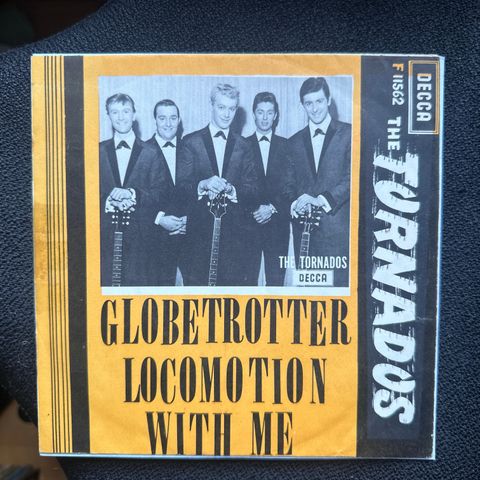 DECCA
F 11562
THE TORNADOS
THE TORNADOS
DECCA
GLOBETROTTER
LOCOMOTION
WITH ME